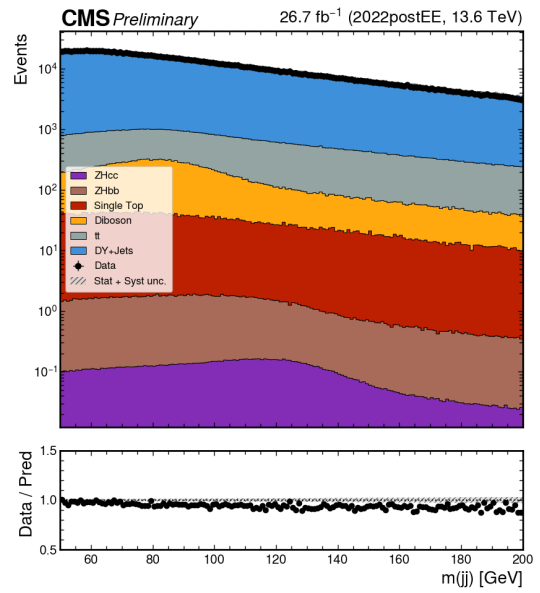 CMS Preliminary 26.7 fb⁻¹ (2022postEE, 13.6 TeV)
Events
10⁴
10³
10²
10¹
10⁰
10⁻¹
ZHcc
ZHbb
Single Top
Diboson
tt
DY+Jets
Data
Stat + Syst unc.
Data / Pred
1.5
1.0
0.5
60 80 100 120 140 160 180 200
m(jj) [GeV]